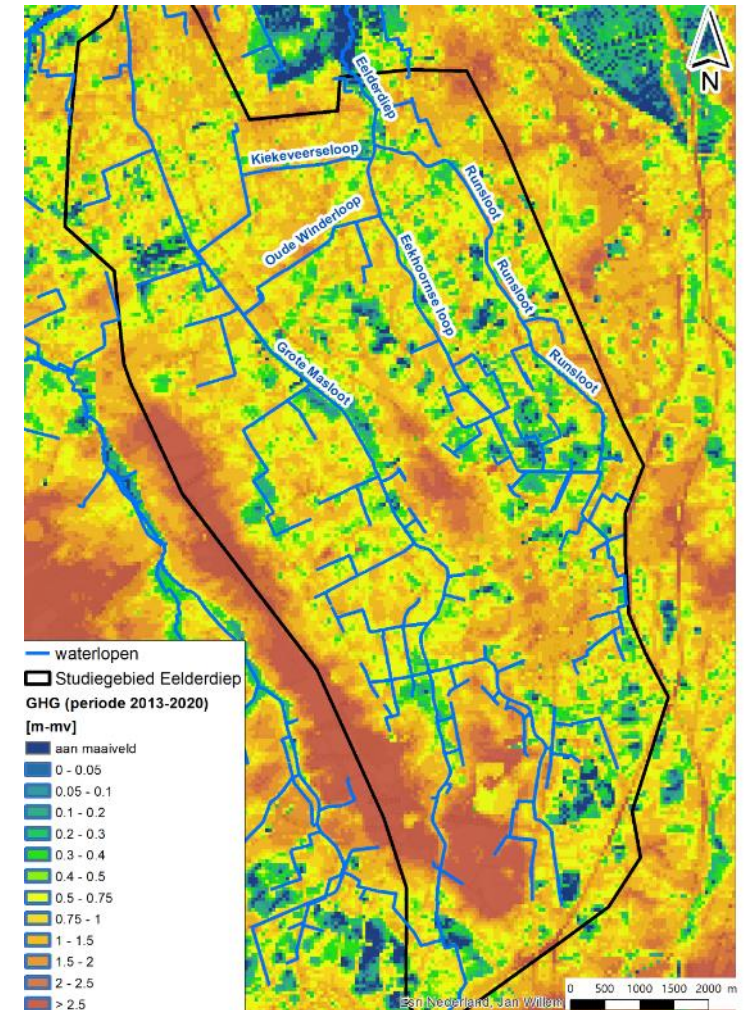 N
Eelderdiep
Kiekeveerseloop
Runsloot
Oude Winderloop
Eekhoornse loop
Runsloot
Grote Masloot
Runsloot
waterlopen
Studiegebied Eelderdiep
GHG (periode 2013-2020)
[m-mv]
aan maaiveld
0 - 0.05
0.05 - 0.1
0.1 - 0.2
0.2 - 0.3
0.3 - 0.4
0.4 - 0.5
0.5 - 0.75
0.75 - 1
1 - 1.5
1.5 - 2
2 - 2.5
> 2.5
Esri Nederland, Jan Willem
0 500 1000 1500 2000 m